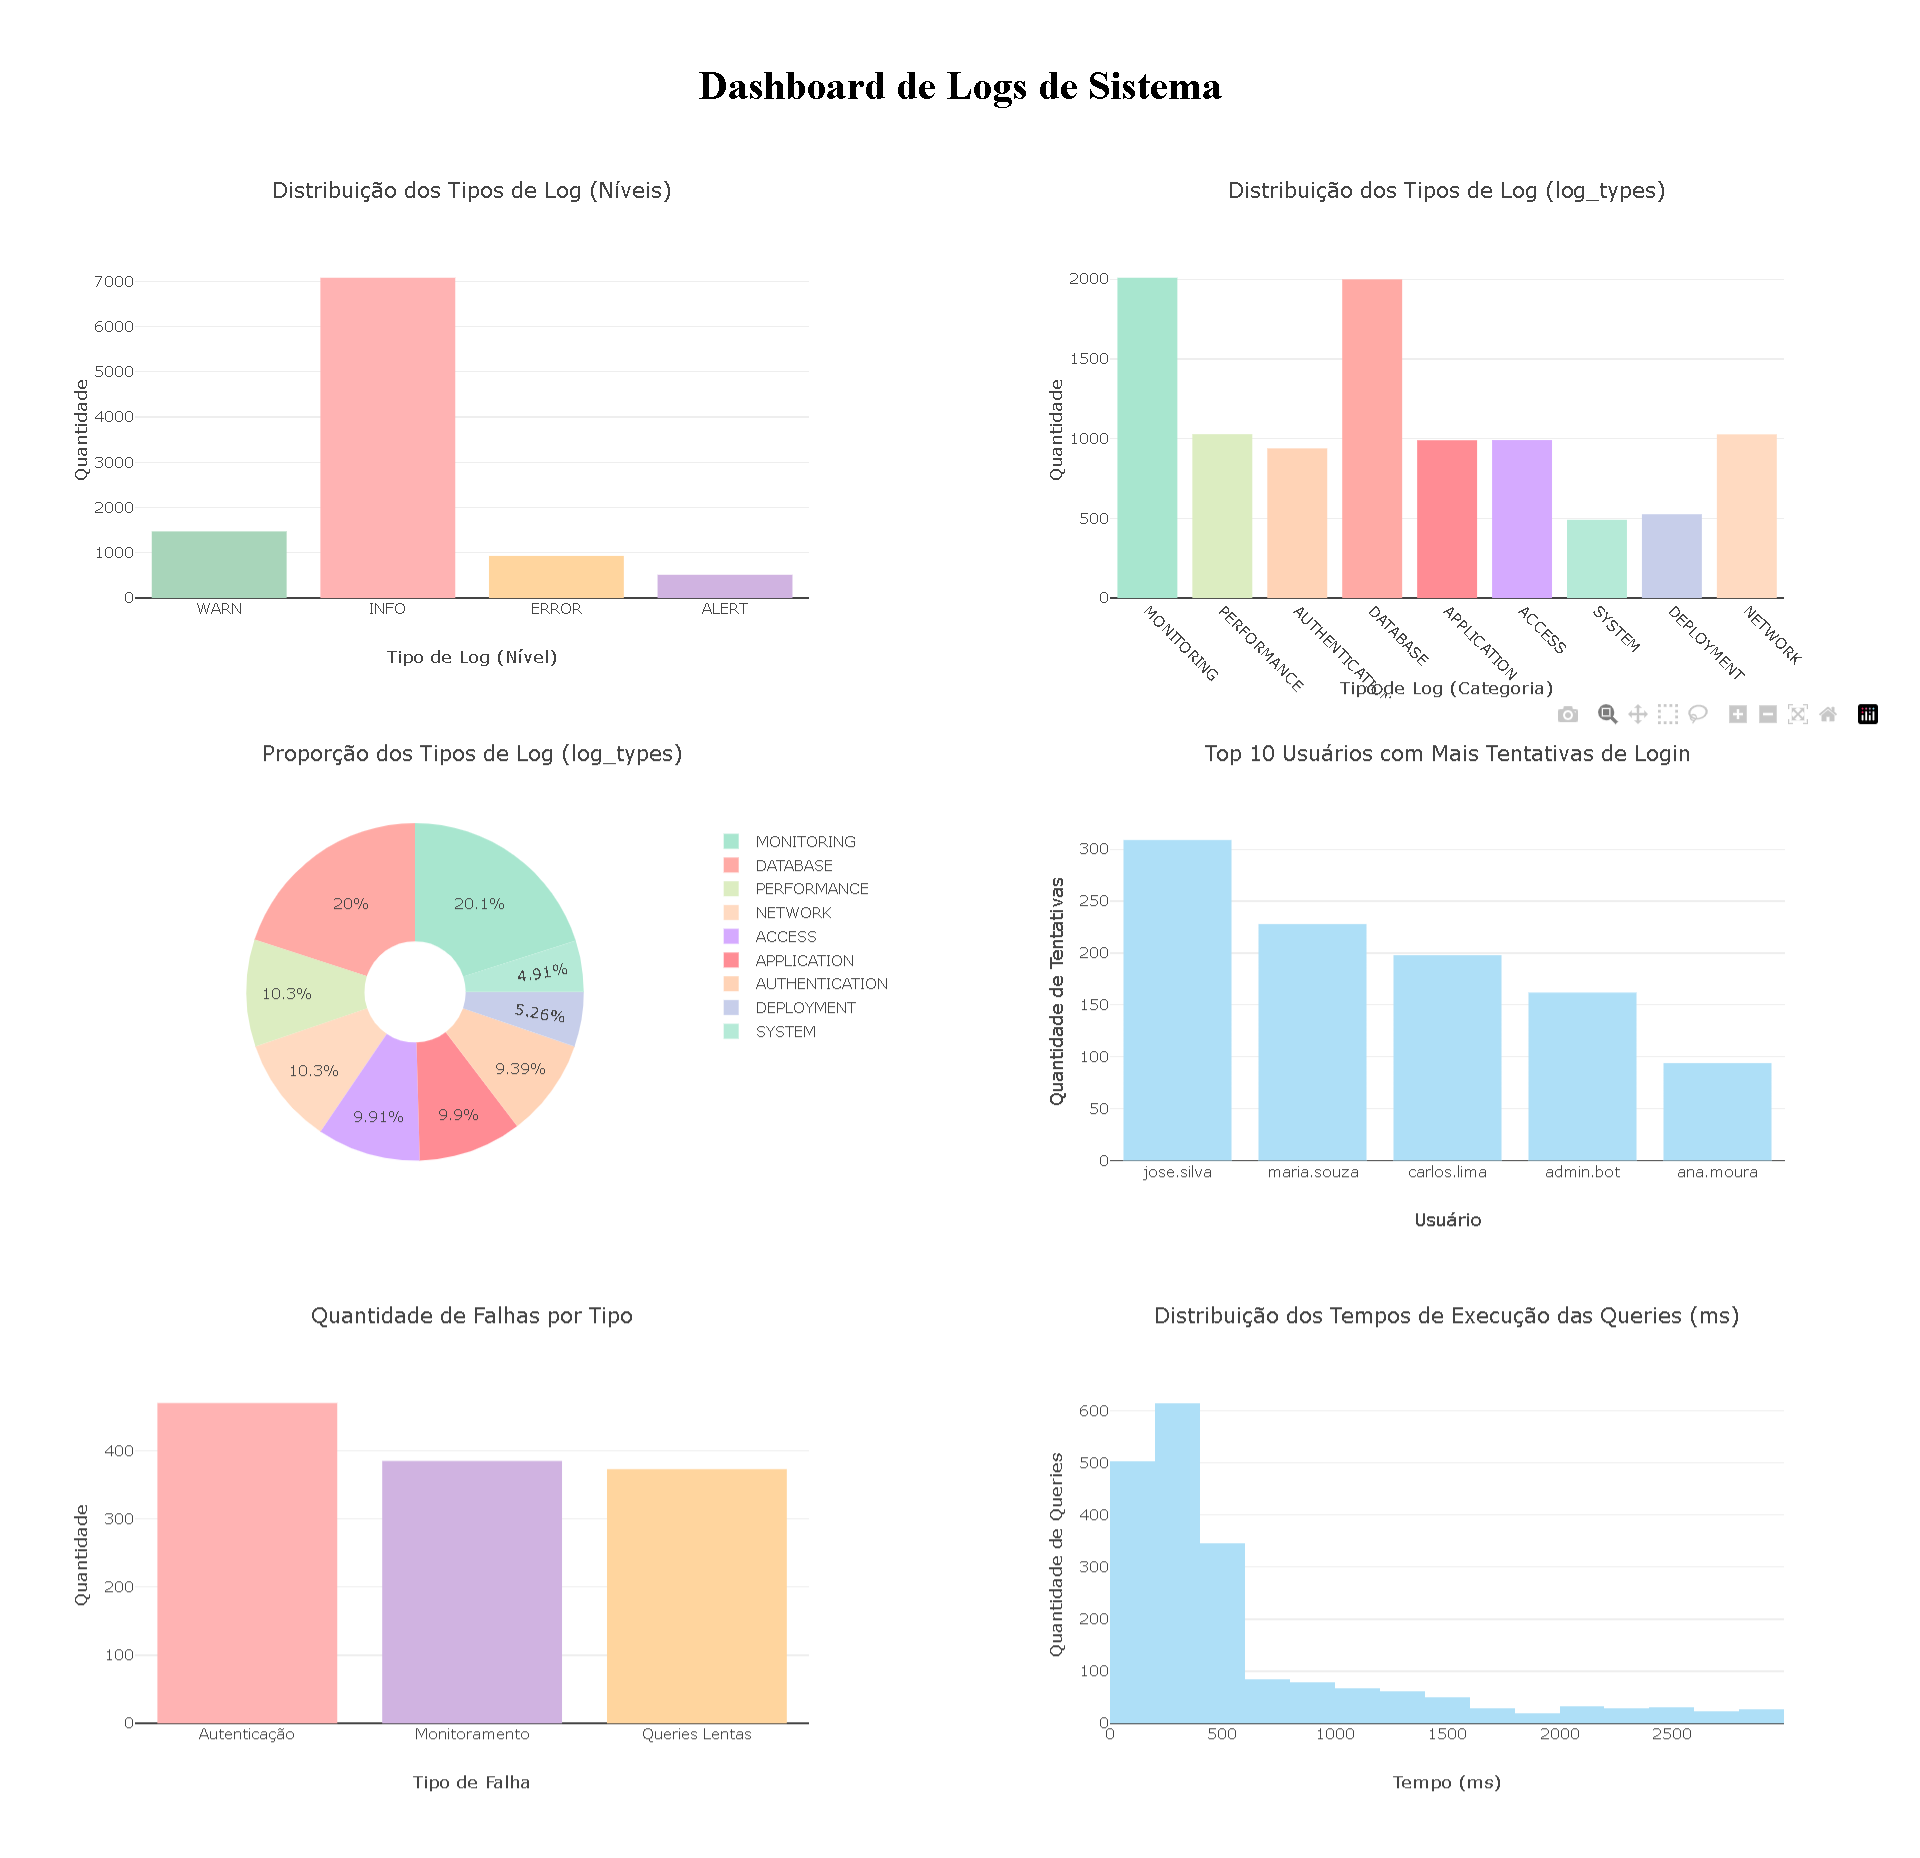 Dashboard de Logs de Sistema
Distribuição dos Tipos de Log (Níveis)
Quantidade
7000
6000
5000
4000
3000
2000
1000
0
WARN INFO ERROR ALERT
Tipo de Log (Nível)
Distribuição dos Tipos de Log (log_types)
Quantidade
2000
1500
1000
500
0
MONITORING PERFORMANCE AUTHENTICATION DATABASE APPLICATION ACCESS SYSTEM DEPLOYMENT NETWORK
Tipo de Log (Categoria)
Proporção dos Tipos de Log (log_types)
20% 20.1%
4.91%
10.3% 5.26%
10.3% 9.39%
9.91% 9.9%
MONITORING
DATABASE
PERFORMANCE
NETWORK
ACCESS
APPLICATION
AUTHENTICATION
DEPLOYMENT
SYSTEM
Top 10 Usuários com Mais Tentativas de Login
Quantidade de Tentativas
300
250
200
150
100
50
0
jose.silva maria.souza carlos.lima admin.bot ana.moura
Usuário
Quantidade de Falhas por Tipo
Quantidade
400
300
200
100
0
Autenticação Monitoramento Queries Lentas
Tipo de Falha
Distribuição dos Tempos de Execução das Queries (ms)
Quantidade de Queries
600
500
400
300
200
100
0
0 500 1000 1500 2000 2500
Tempo (ms)